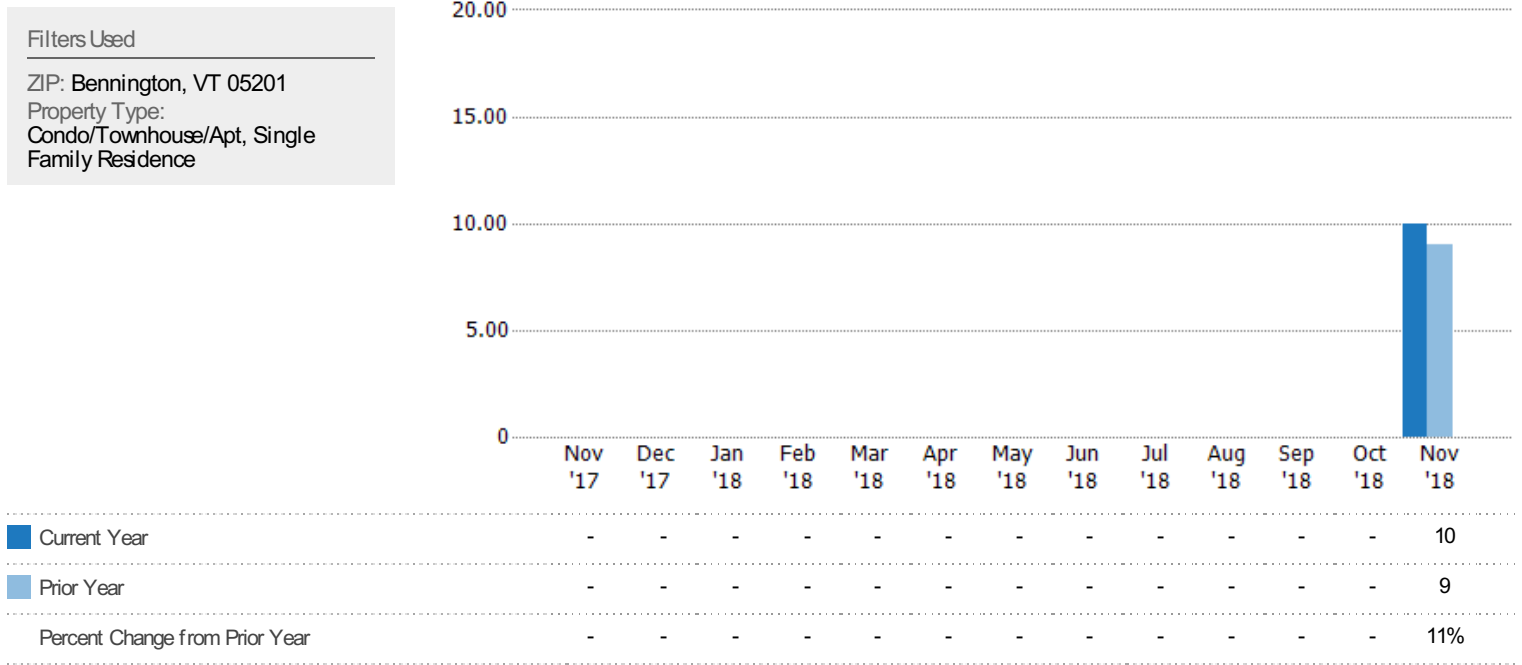 Filters Used
ZIP: Bennington, VT 05201
Property Type:
Condo/Townhouse/Apt, Single
Family Residence
20.00
15.00
10.00
5.00
0
Nov Dec Jan Feb Mar Apr May Jun Jul Aug Sep Oct Nov
'17 '17 '18 '18 '18 '18 '18 '18 '18 '18 '18 '18 '18
Current Year - - - - - - - - - - - - 10
Prior Year - - - - - - - - - - - - 9
Percent Change from Prior Year - - - - - - - - - - - - 11%